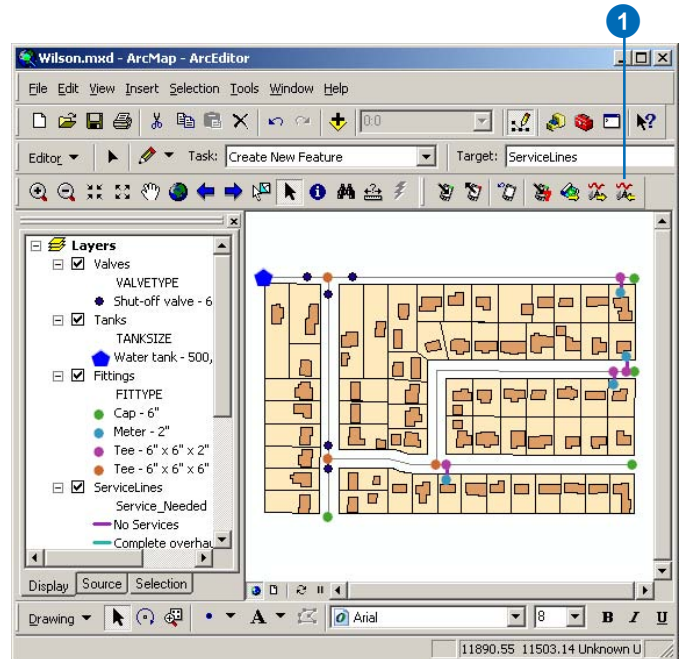 1
Wilson.mxd - ArcMap - ArcEditor
File Edit View Insert Selection Tools Window Help
0:0
Editor Task: Create New Feature Target: ServiceLines
Layers
Valves
VALVETYPE
Shut-off valve - 6
Tanks
TANKSIZE
Water tank - 500,
Fittings
FITTYPE
Cap - 6"
Meter - 2"
Tee - 6" x 6" x 2"
Tee - 6" x 6" x 6"
ServiceLines
Service_Needed
No Services
Complete overhau
Display Source Selection
Drawing A Arial 8 B I U
11890.55 11503.14 Unknown U